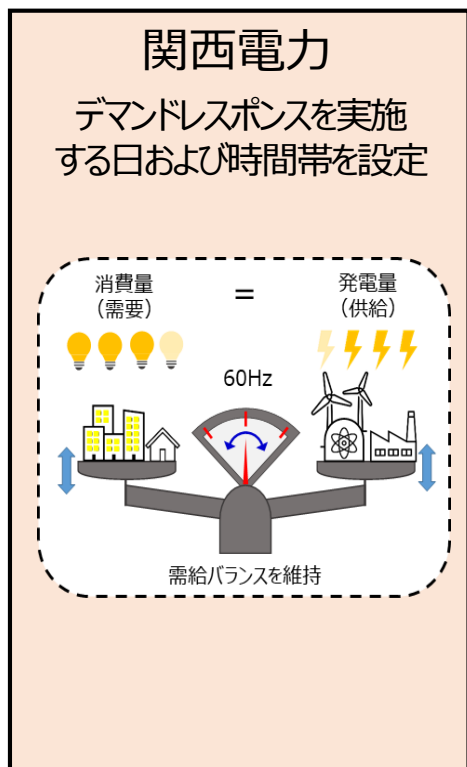 関西電力
デマンドレスポンスを実施
する日および時間帯を設定
消費量
（需要）
=
発電量
（供給）
60Hz
需給バランスを維持